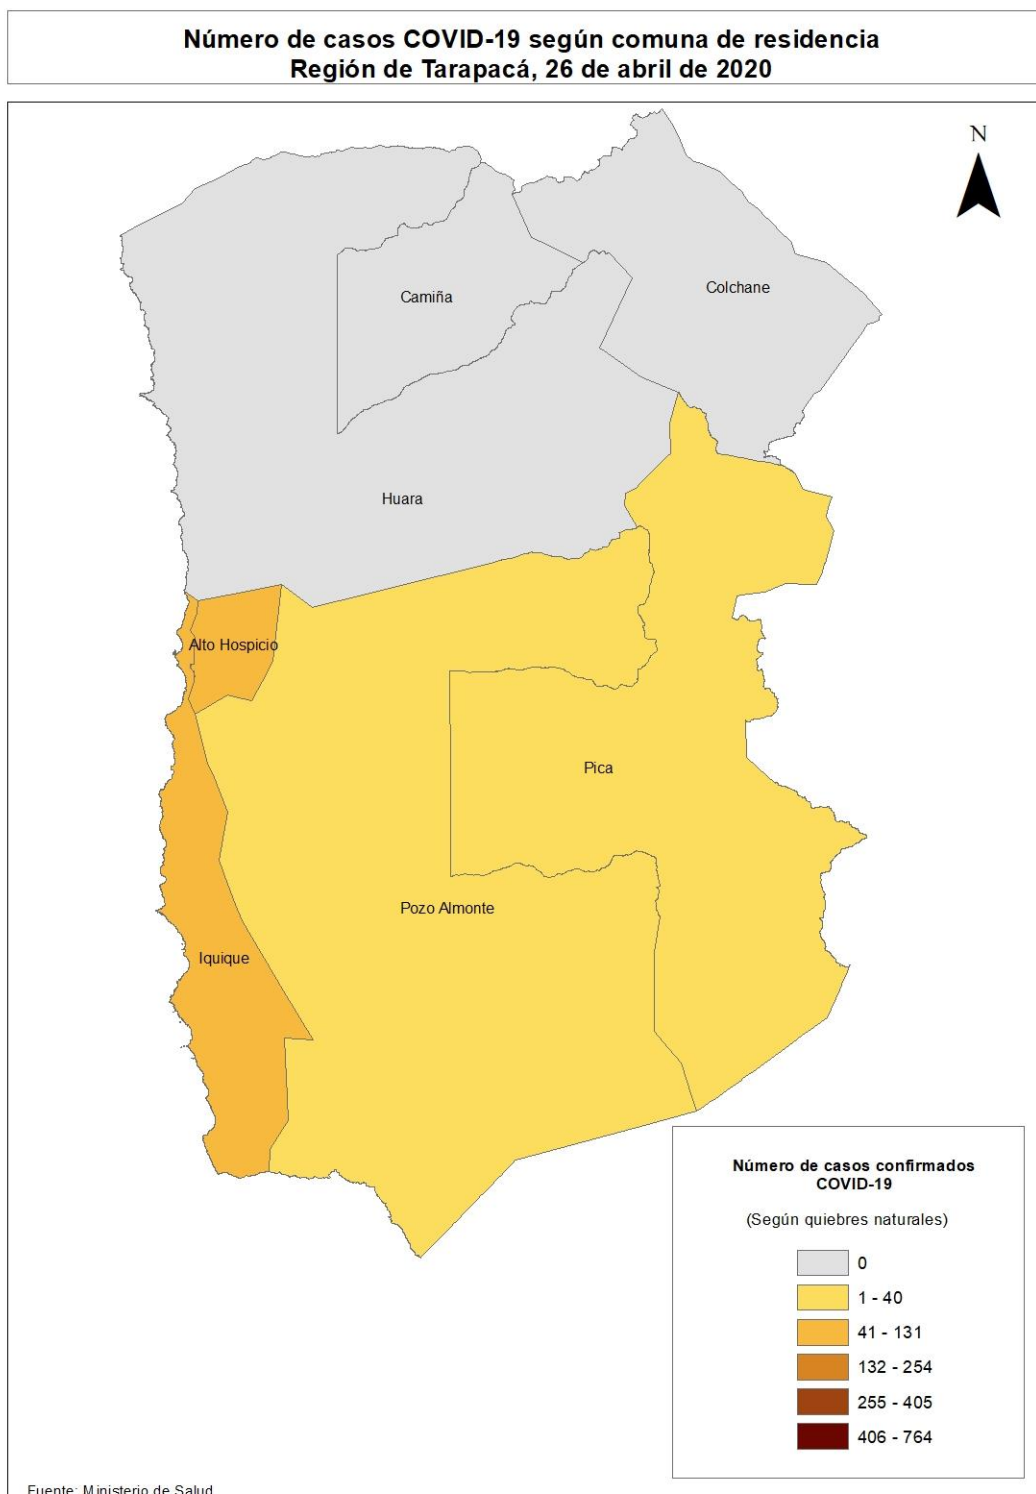 Número de casos COVID-19 según comuna de residencia
Región de Tarapacá, 26 de abril de 2020
N
Camiña
Colchane
Huara
Alto Hospicio
Pica
Pozo Almonte
Iquique
Número de casos confirmados
COVID-19
(Según quiebres naturales)
0
1 - 40
41 - 131
132 - 254
255 - 405
406 - 764
Fuente: Ministerio de Salud